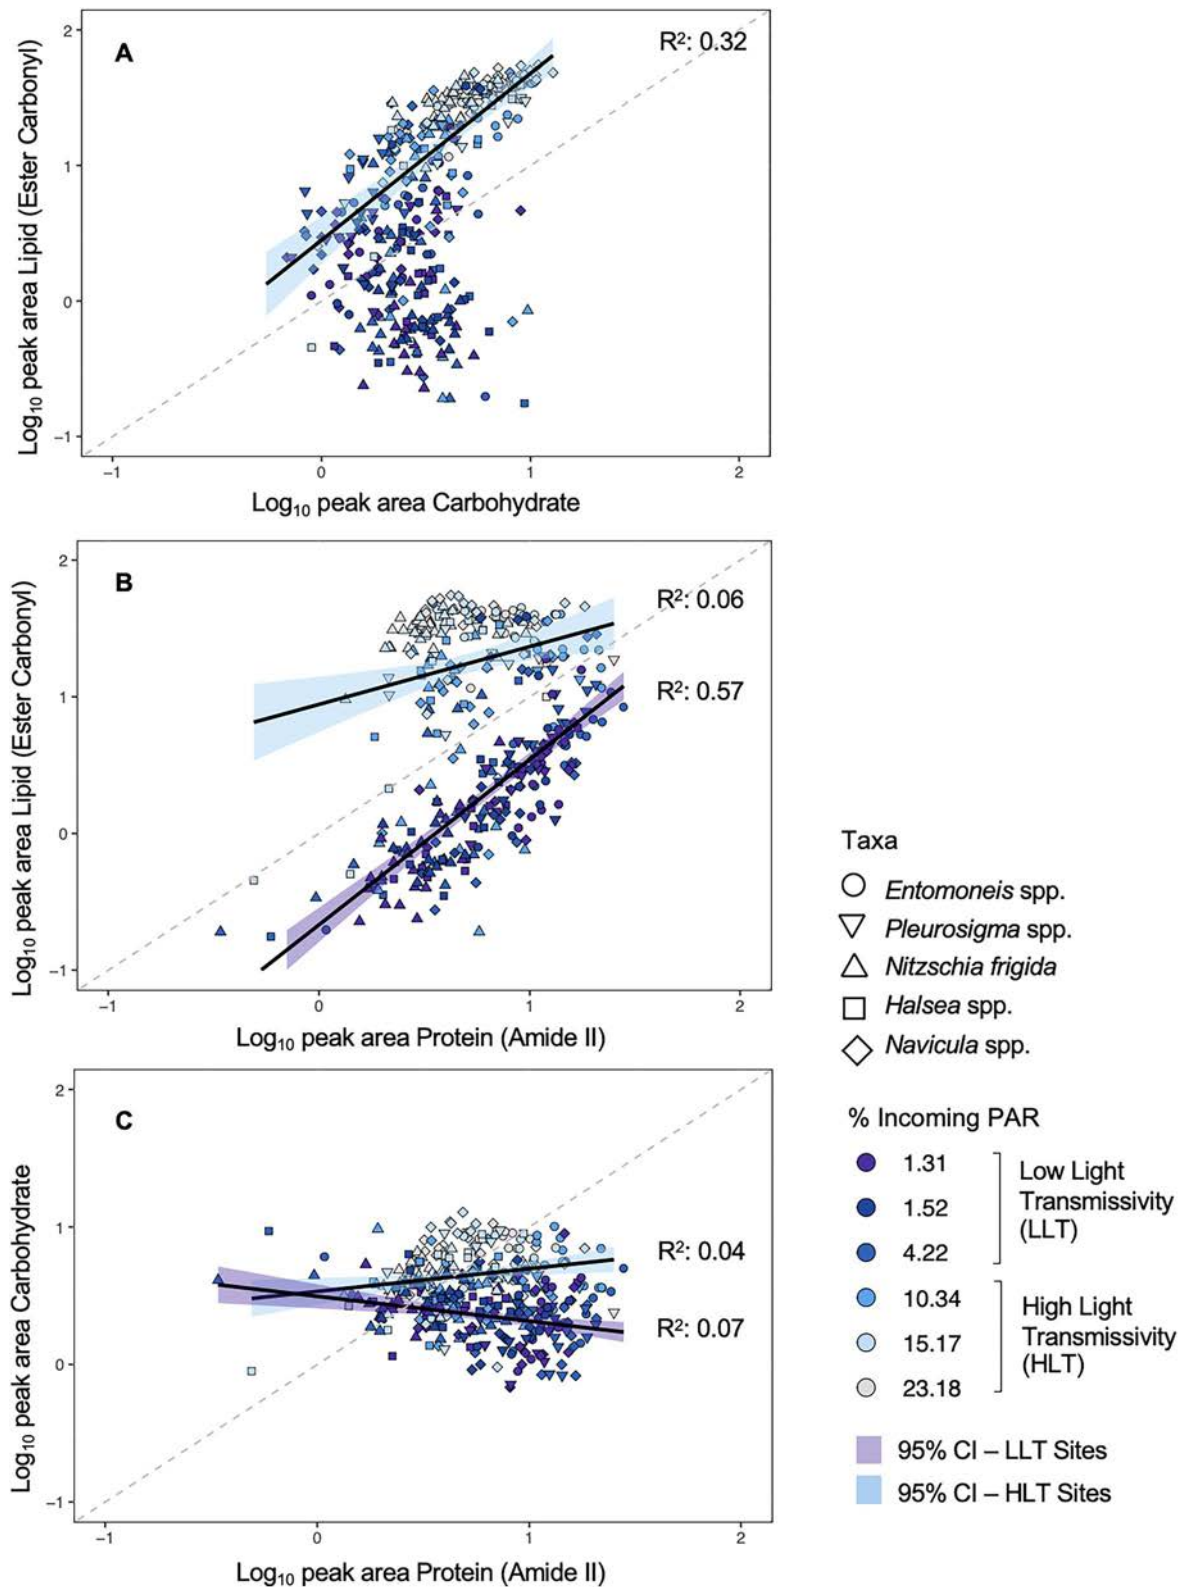 A
R²: 0.32
2
1
0
−1
−1
0
1
2
Log₁₀ peak area Lipid (Ester Carbonyl)
Log₁₀ peak area Carbohydrate
B
R²: 0.06
R²: 0.57
2
1
0
−1
−1
0
1
2
Log₁₀ peak area Lipid (Ester Carbonyl)
Log₁₀ peak area Protein (Amide II)
C
R²: 0.04
R²: 0.07
2
1
0
−1
−1
0
1
2
Log₁₀ peak area Carbohydrate
Log₁₀ peak area Protein (Amide II)
Taxa
Entomoneis spp.
Pleurosigma spp.
Nitzschia frigida
Halsea spp.
Navicula spp.
% Incoming PAR
1.31
1.52
4.22
Low Light
Transmissivity
(LLT)
10.34
15.17
23.18
High Light
Transmissivity
(HLT)
95% CI – LLT Sites
95% CI – HLT Sites